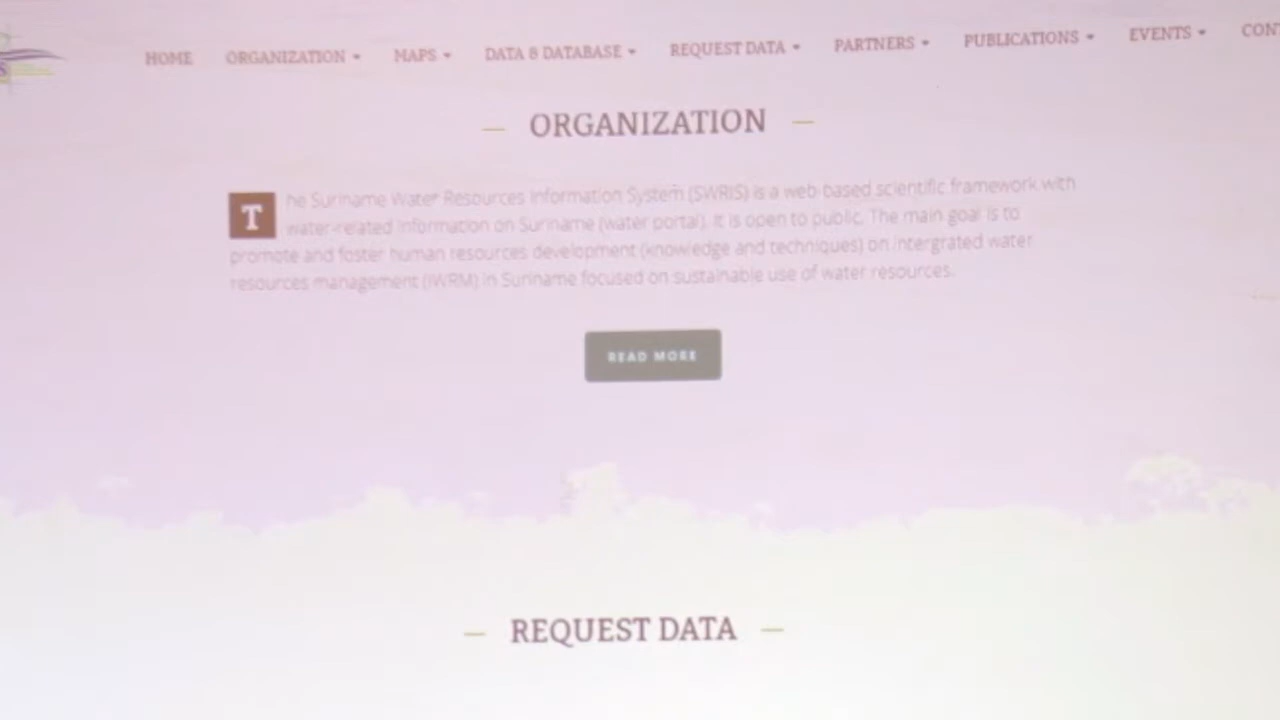 HOME ORGANIZATION MAPS DATA & DATABASE REQUEST DATA PARTNERS PUBLICATIONS EVENTS CON
ORGANIZATION
The Suriname Water Resources Information System (SWRIS) is a web-based scientific framework with
water-related information on Suriname (water portal). It is open to public. The main goal is to
promote and foster human resources development (knowledge and techniques) on intergrated water
resources management (IWRM) in Suriname focused on sustainable use of water resources.
READ MORE
REQUEST DATA